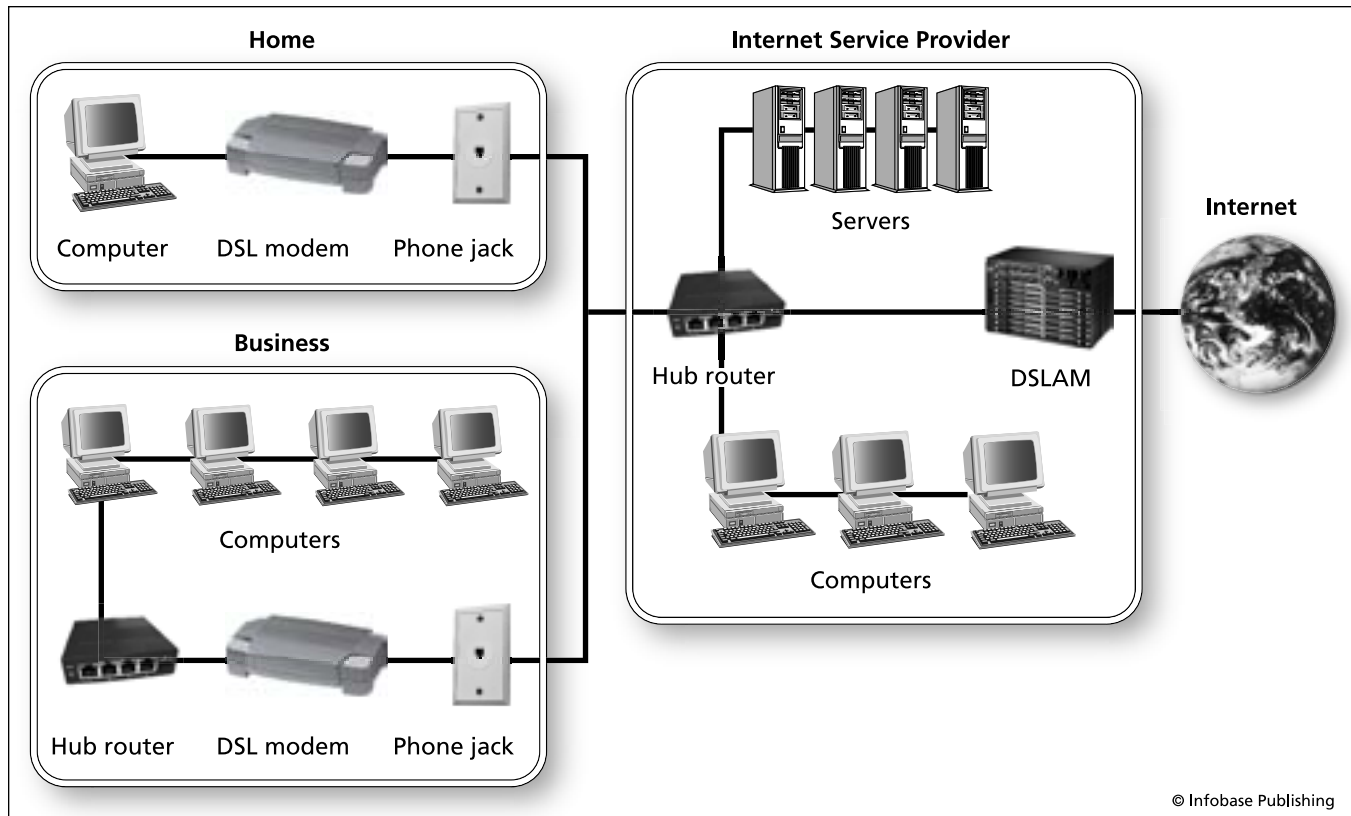 Home
Computer
DSL modem
Phone jack
Business
Computers
Hub router
DSL modem
Phone jack
Internet Service Provider
Servers
Hub router
DSLAM
Computers
Internet
© Infobase Publishing